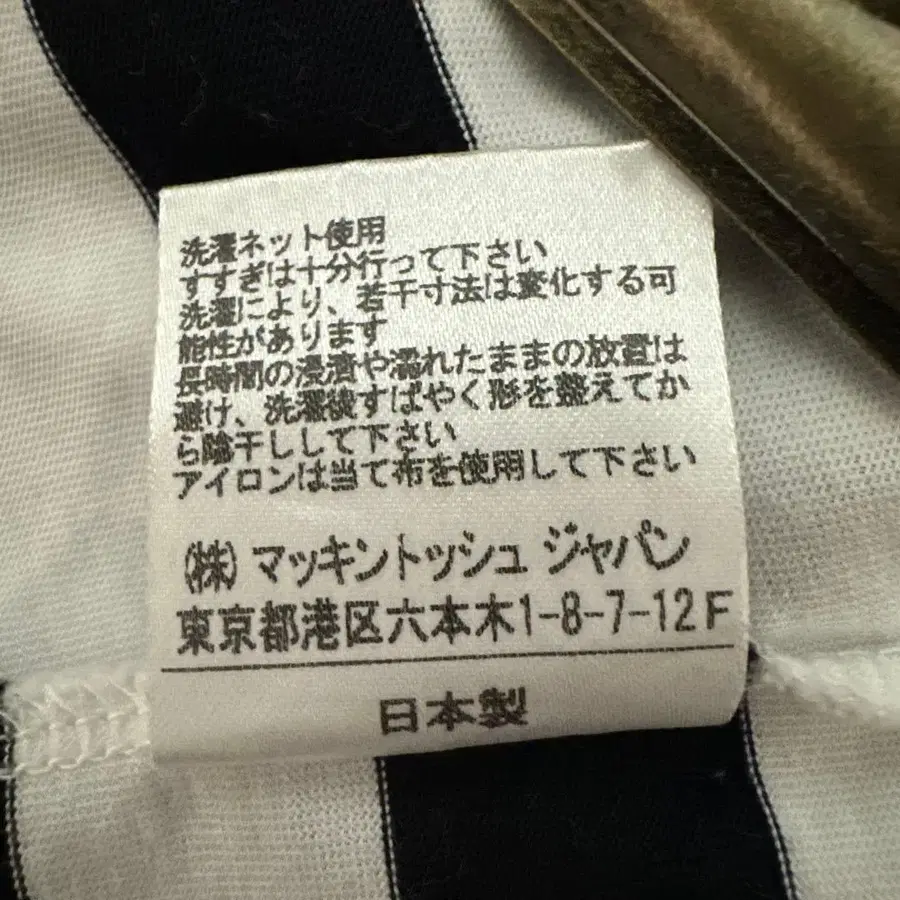 洗濯ネット使用
すすぎは十分行って下さい
洗濯により、若干寸法は変化する可
能性があります
長時間の浸漬や濡れたままの放置は
避け、洗濯後すばやく形を整えてか
ら陰干しして下さい
アイロンは当て布を使用して下さい
㈱ マッキントッシュ ジャパン
東京都港区六本木1-8-7-12F
日本製